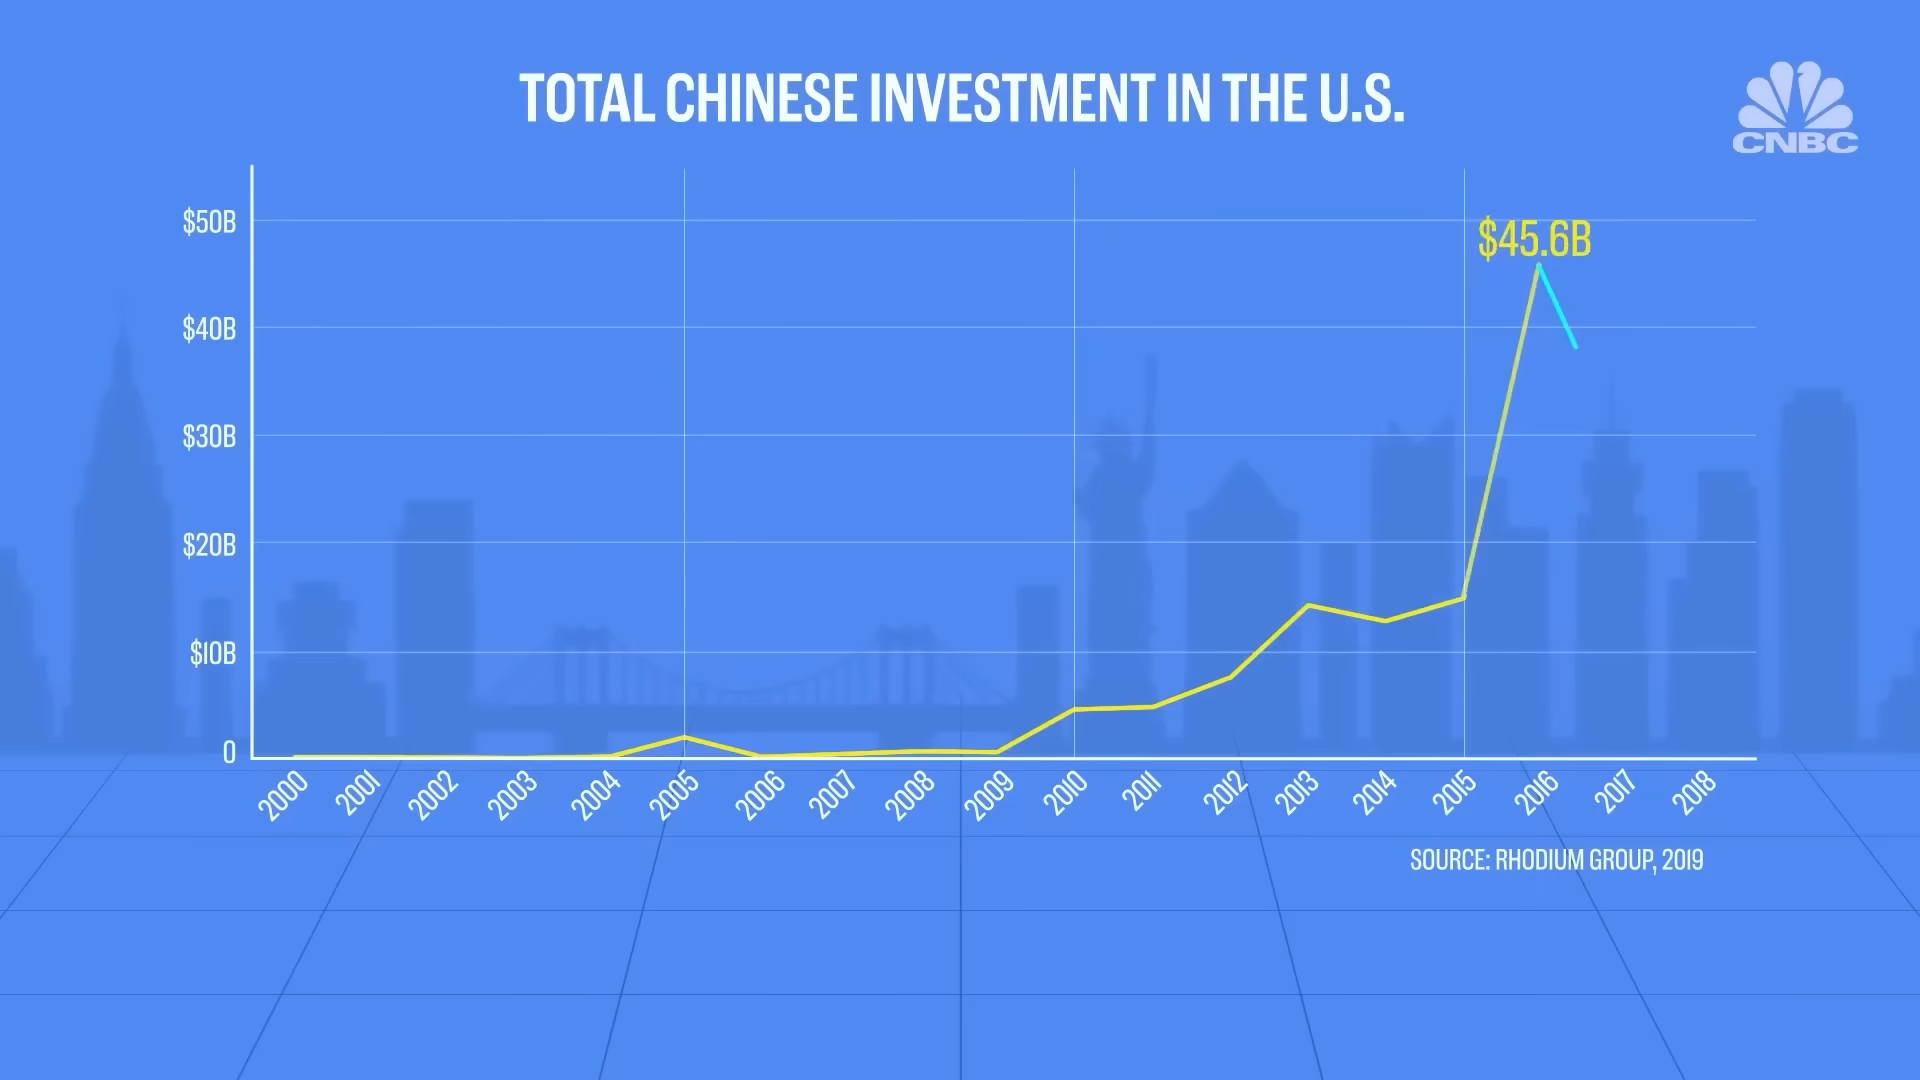 TOTAL CHINESE INVESTMENT IN THE U.S.
CNBC
$50B
$45.6B
$40B
$30B
$20B
$10B
0
2000 2001 2002 2003 2004 2005 2006 2007 2008 2009 2010 2011 2012 2013 2014 2015 2016 2017 2018
SOURCE: RHODIUM GROUP, 2019